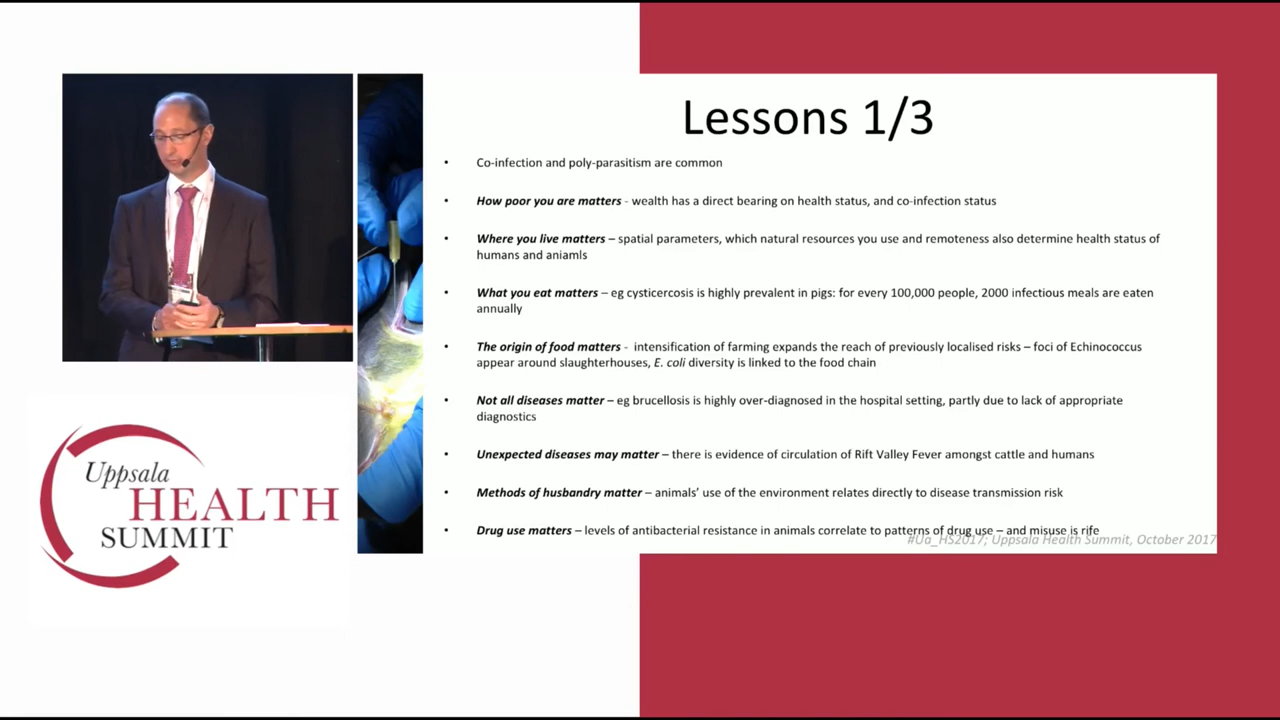 Lessons 1/3
• Co-infection and poly-parasitism are common
• How poor you are matters - wealth has a direct bearing on health status, and co-infection status
• Where you live matters – spatial parameters, which natural resources you use and remoteness also determine health status of
humans and aniamls
• What you eat matters – eg cysticercosis is highly prevalent in pigs: for every 100,000 people, 2000 infectious meals are eaten
annually
• The origin of food matters - intensification of farming expands the reach of previously localised risks – foci of Echinococcus
appear around slaughterhouses, E. coli diversity is linked to the food chain
• Not all diseases matter – eg brucellosis is highly over-diagnosed in the hospital setting, partly due to lack of appropriate
diagnostics
• Unexpected diseases may matter – there is evidence of circulation of Rift Valley Fever amongst cattle and humans
• Methods of husbandry matter – animals’ use of the environment relates directly to disease transmission risk
• Drug use matters – levels of antibacterial resistance in animals correlate to patterns of drug use – and misuse is rife
#Ua_HS2017; Uppsala Health Summit, October 2017
Uppsala
HEALTH
SUMMIT